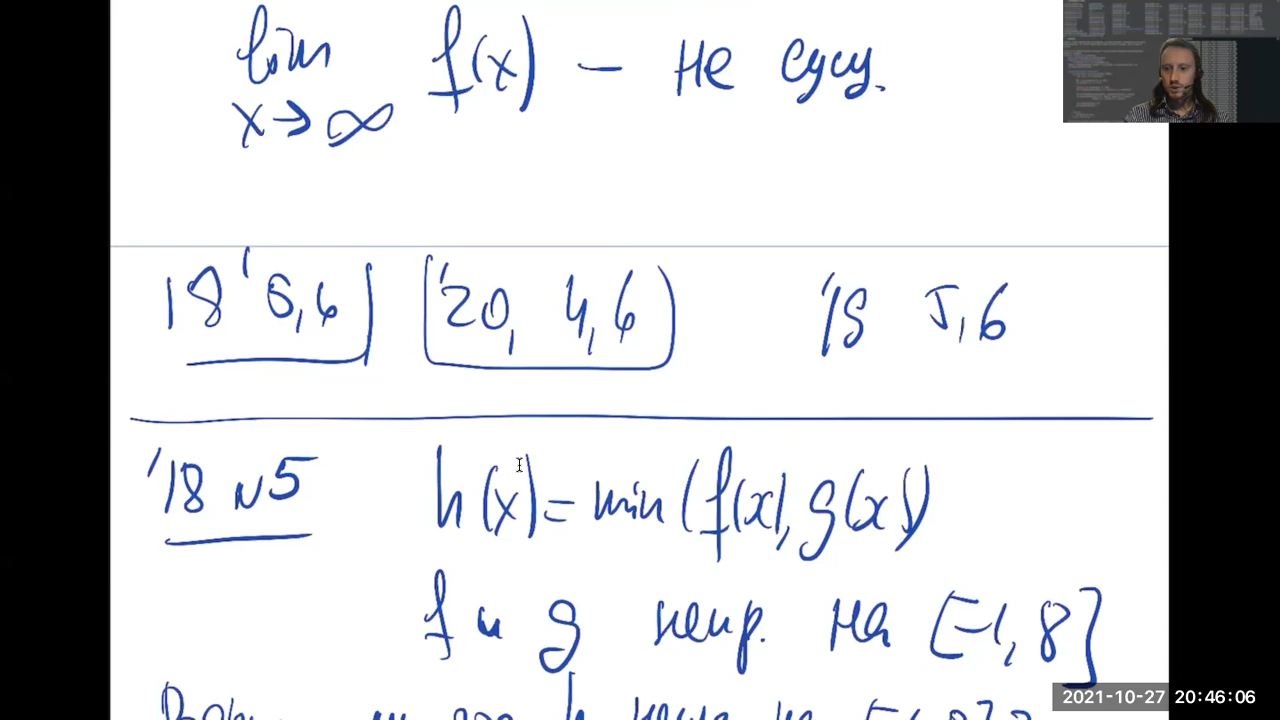 lim f(x) — не сущ.
x→∞
18' 5,6 '20, 4,6 '18 5,6
'18 N5 h(x) = min(f(x), g(x))
f и g непр. на [-1, 8]
h
2021-10-27 20:46:06